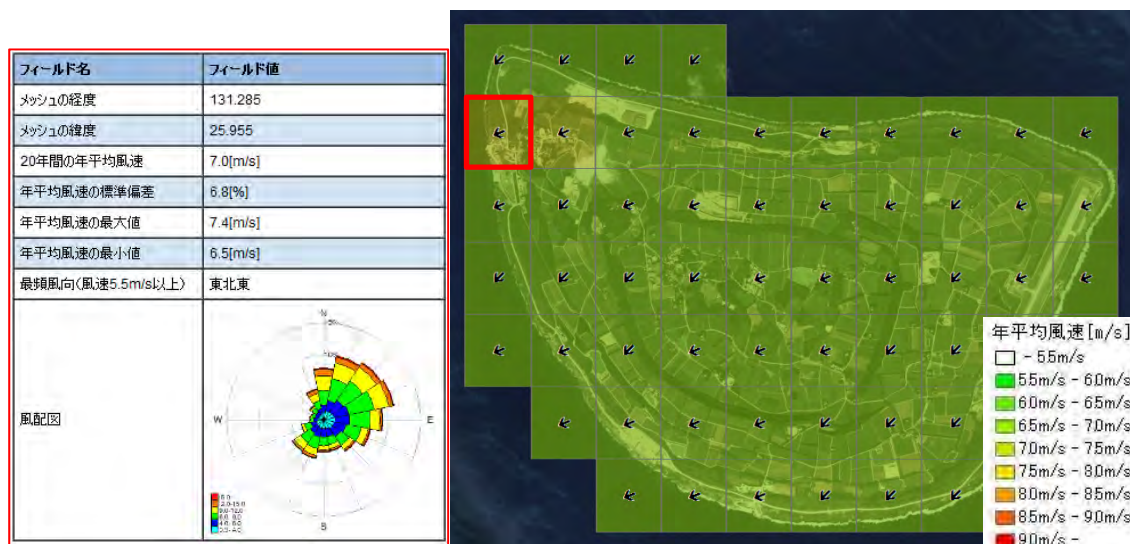 フィールド名 フィールド値
メッシュの経度 131.285
メッシュの緯度 25.955
20年間の年平均風速 7.0[m/s]
年平均風速の標準偏差 6.8[%]
年平均風速の最大値 7.4[m/s]
年平均風速の最小値 6.5[m/s]
最頻風向(風速5.5m/s以上) 東北東
風配図
N
W
E
S
年平均風速[m/s]
- 5.5m/s
5.5m/s - 6.0m/s
6.0m/s - 6.5m/s
6.5m/s - 7.0m/s
7.0m/s - 7.5m/s
7.5m/s - 8.0m/s
8.0m/s - 8.5m/s
8.5m/s - 9.0m/s
9.0m/s -